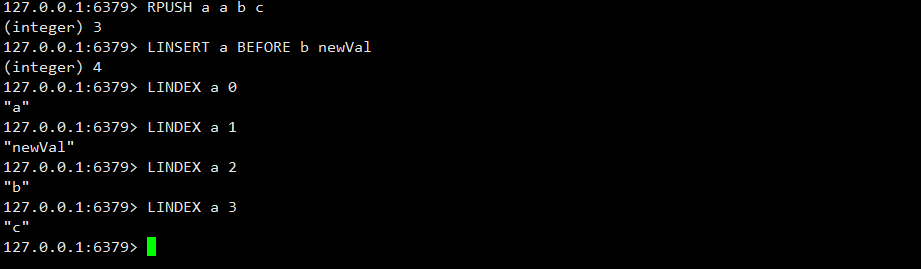 127.0.0.1:6379> RPUSH a a b c
(integer) 3
127.0.0.1:6379> LINSERT a BEFORE b newVal
(integer) 4
127.0.0.1:6379> LINDEX a 0
"a"
127.0.0.1:6379> LINDEX a 1
"newVal"
127.0.0.1:6379> LINDEX a 2
"b"
127.0.0.1:6379> LINDEX a 3
"c"
127.0.0.1:6379>